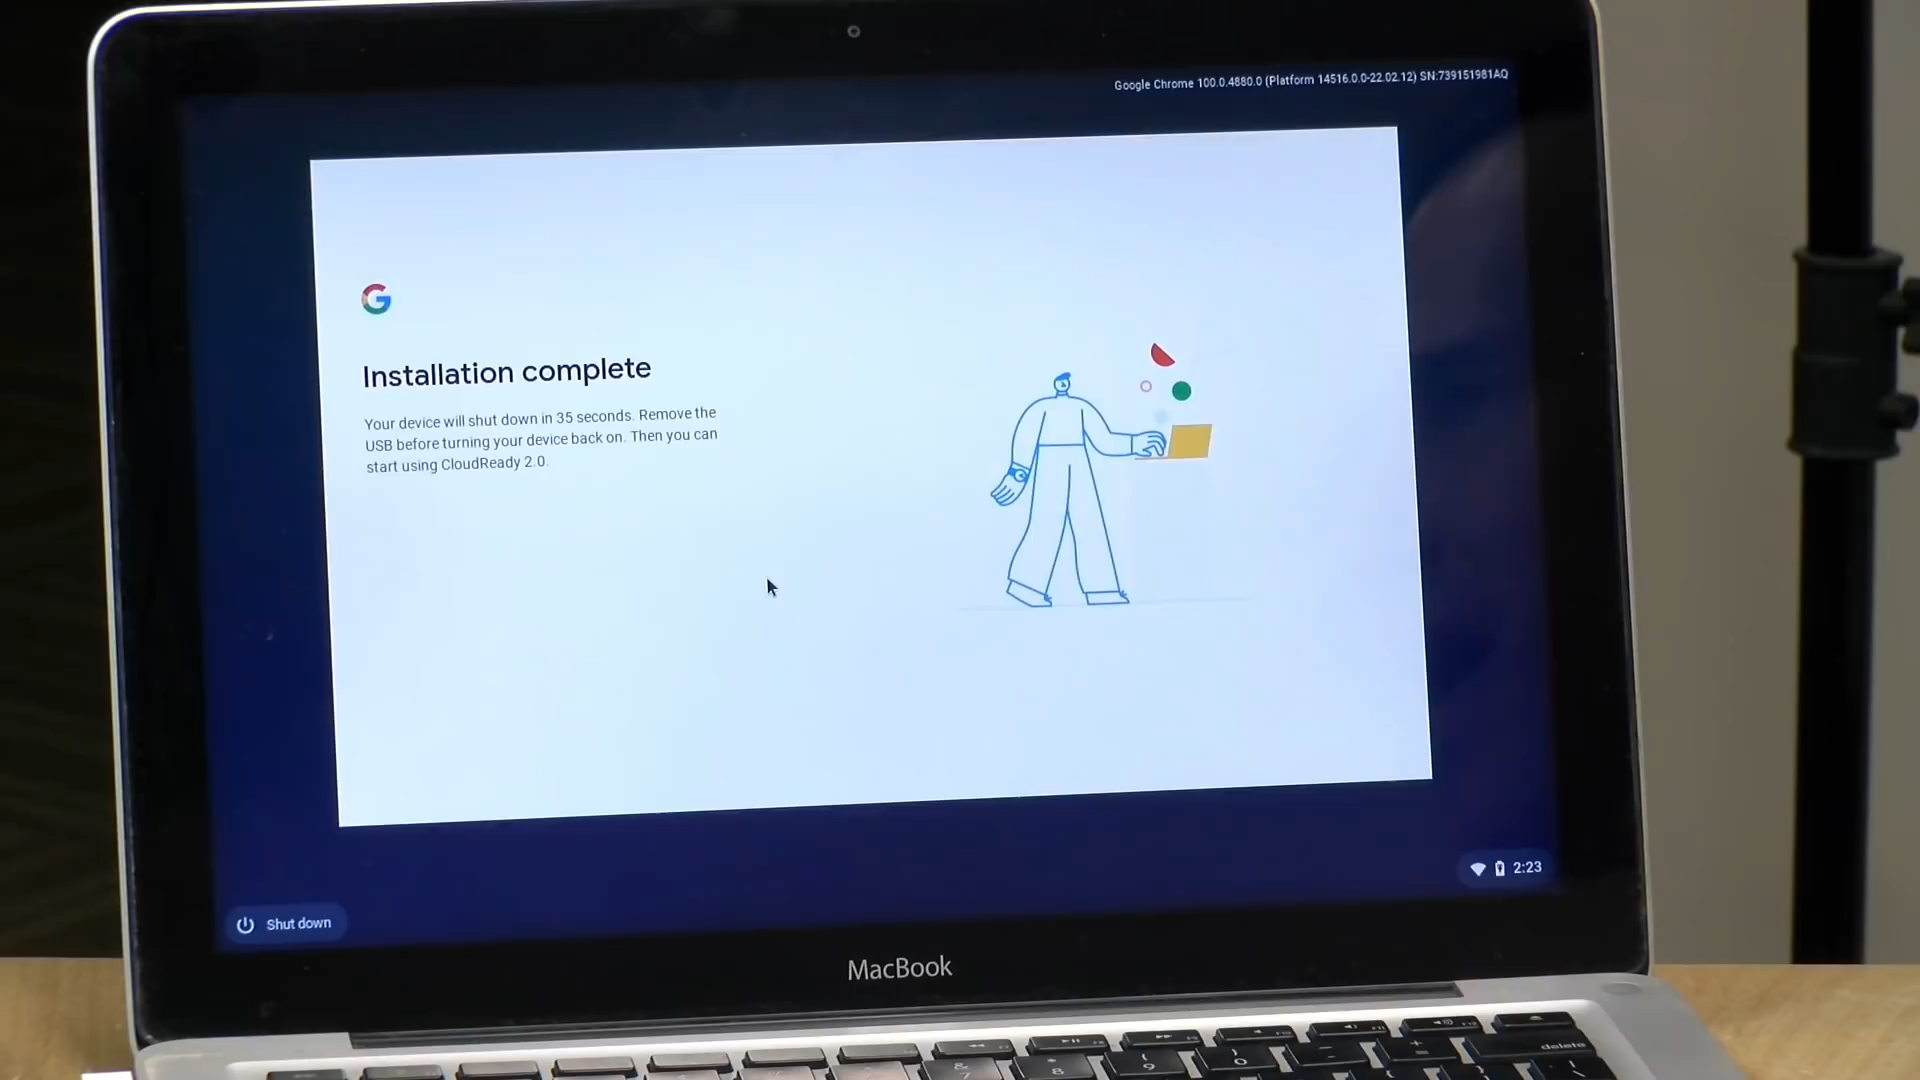 Google Chrome 100.0.4880.0 (Platform 14516.0.0-22.02.12) SN:739151981AQ
Installation complete
Your device will shut down in 35 seconds. Remove the
USB before turning your device back on. Then you can
start using CloudReady 2.0.
2:23
Shut down
MacBook
delete